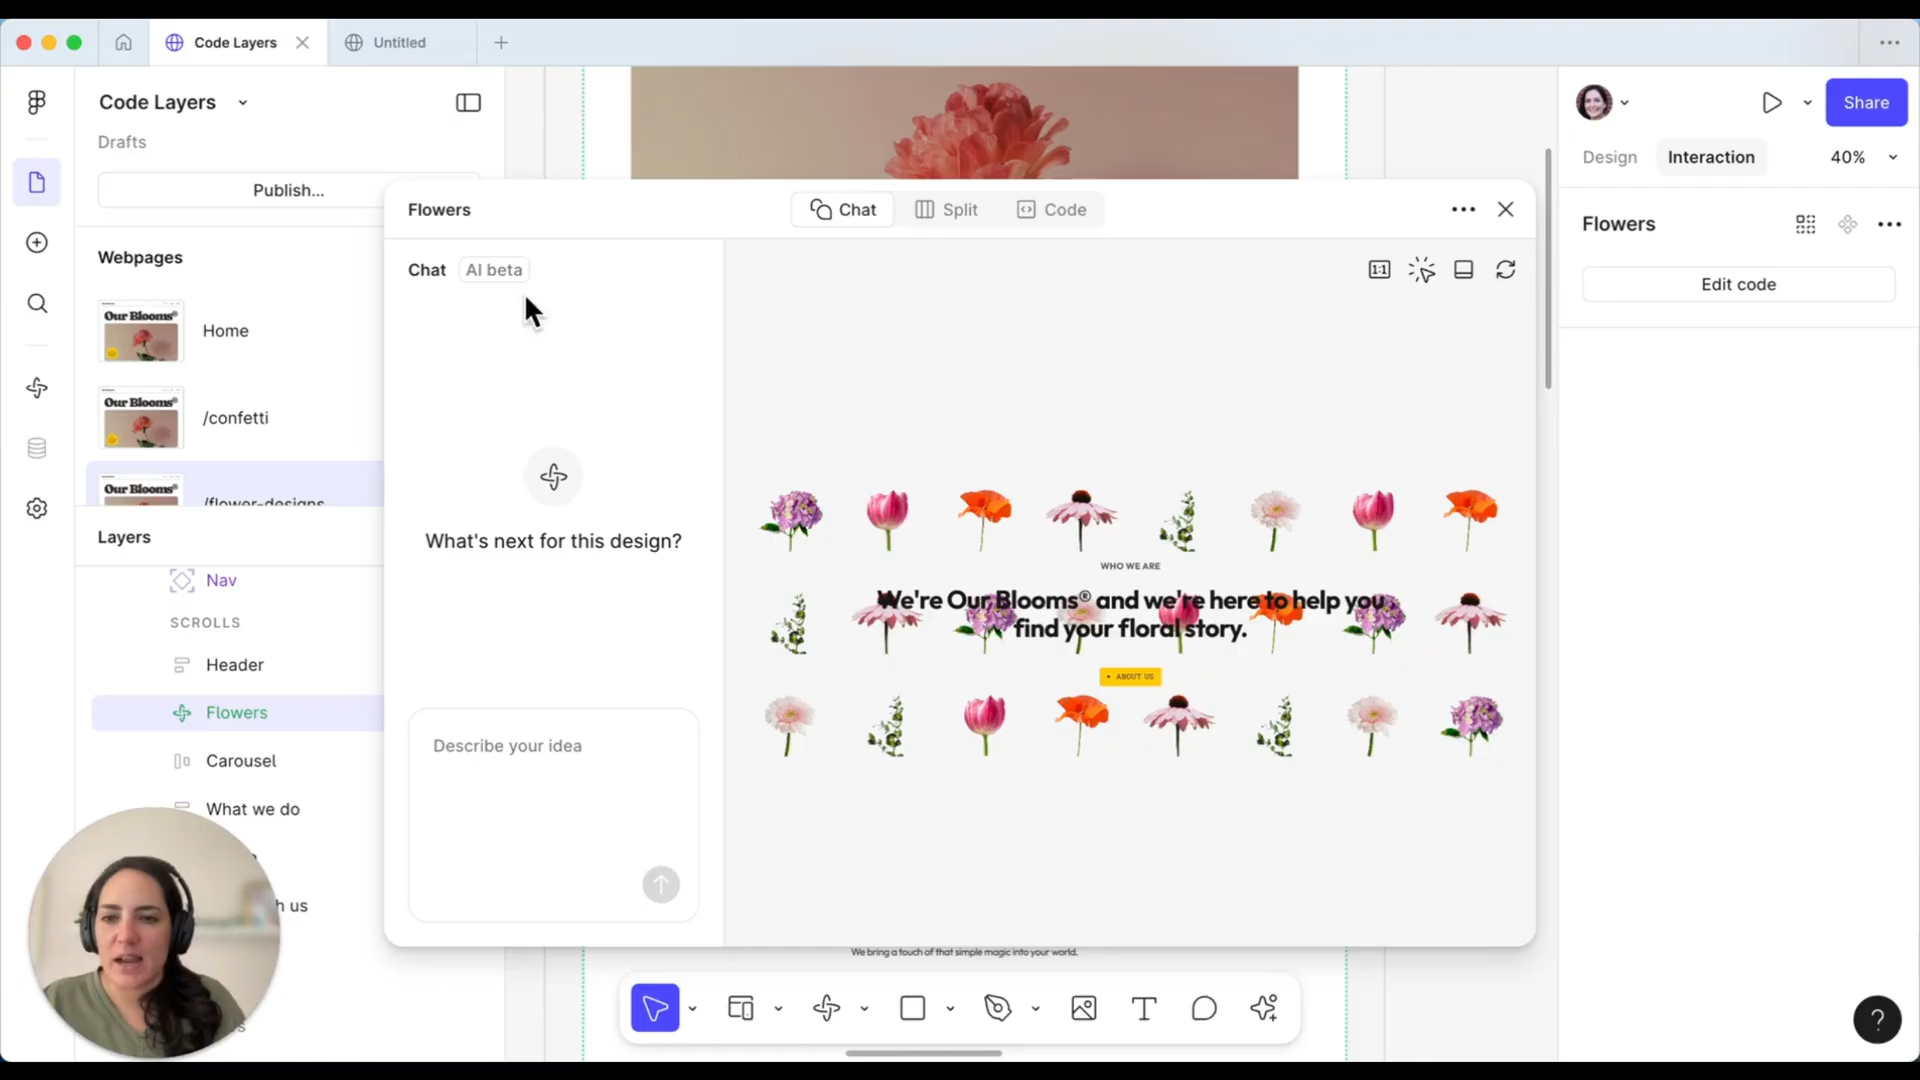 Code Layers
Untitled
Code Layers
Drafts
Publish...
Webpages
Our Blooms®
Home
Our Blooms®
/confetti
Our Blooms®
/flower-designs
Layers
Nav
SCROLLS
Header
Flowers
Carousel
What we do
h us
Flowers
Chat
Split
Code
Chat
AI beta
What's next for this design?
Describe your idea
1:1
WHO WE ARE
We're Our Blooms® and we're here to help you
find your floral story.
• ABOUT US
We bring a touch of that simple magic into your world.
Share
Design
Interaction
40%
Flowers
Edit code
?